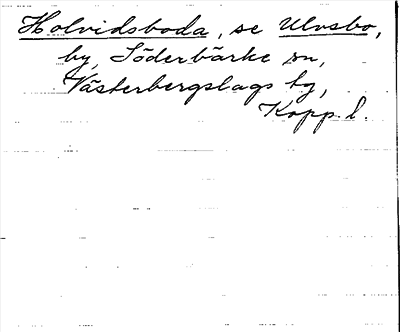 Holvidsboda, se Ulvsbo,
by, Söderbärke sn,
Västerbergslags tg,
Kopp. l.